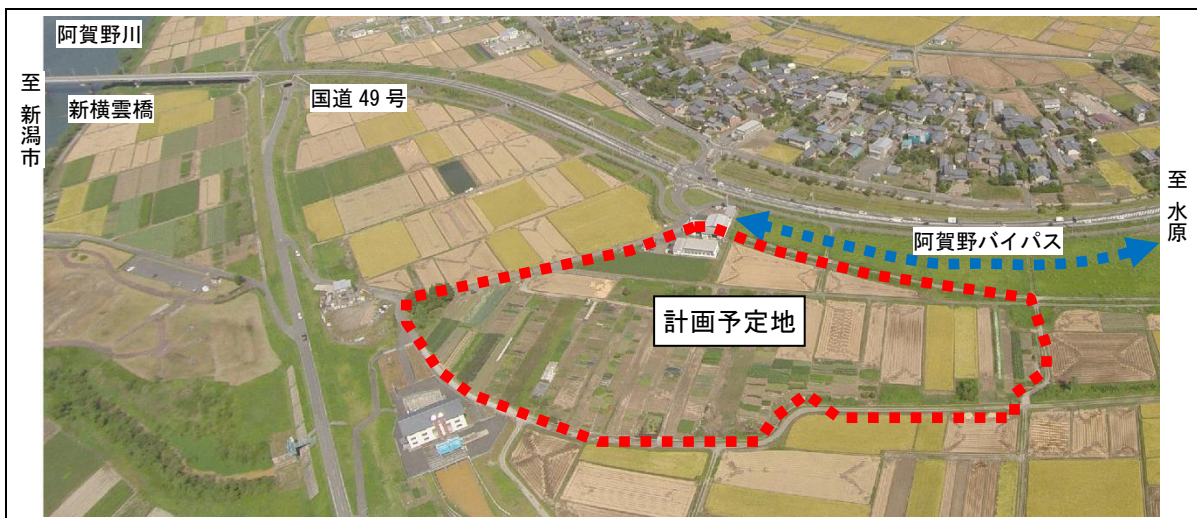 阿賀野川
至 新潟市
新横雲橋
国道 49 号
至 水原
阿賀野バイパス
計画予定地